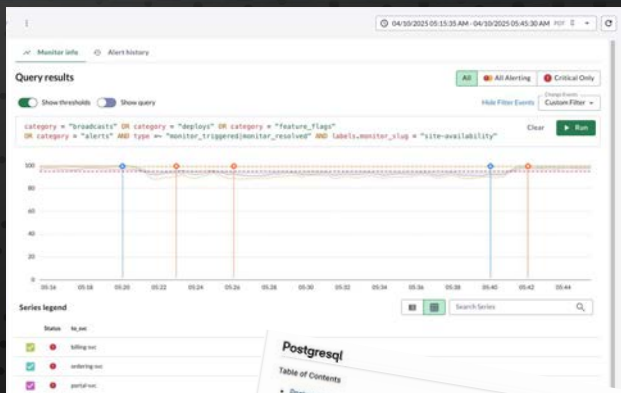 04/10/2025 05:15:35 AM - 04/10/2025 05:45:30 AM PDT
Monitor info Alert history
Query results
All All Alerting Critical Only
Show thresholds Show query
Hide Filter Events
Change Events
Custom Filter
category = "broadcasts" OR category = "deploys" OR category = "feature_flags"
OR category = "alerts" AND type =~ "monitor_triggered|monitor_resolved" AND labels.monitor_slug = "site-availability"
Clear Run
100
80
60
40
20
0
05:16 05:18 05:20 05:22 05:24 05:26 05:28 05:30 05:32 05:34 05:36 05:38 05:40 05:42 05:44
Series legend
Search Series
Status to_svc
billing-svc
ordering-svc
portal-svc
Postgresql
Table of Contents